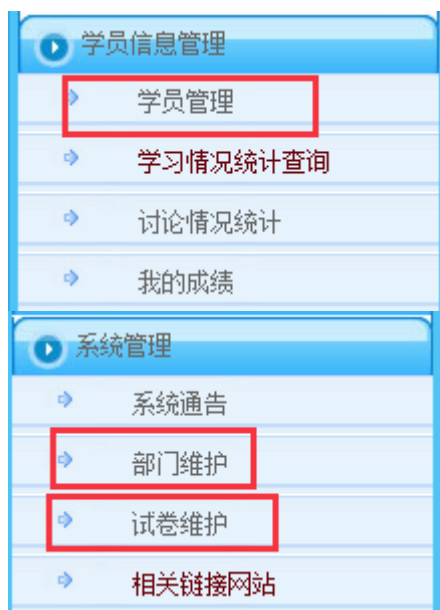 学员信息管理
学员管理
学习情况统计查询
讨论情况统计
我的成绩
系统管理
系统通告
部门维护
试卷维护
相关链接网站